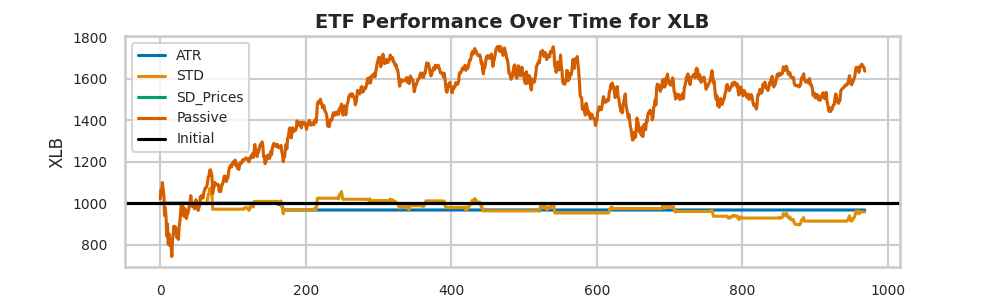 ETF Performance Over Time for XLB
XLB
1800
1600
1400
1200
1000
800
ATR
STD
SD_Prices
Passive
Initial
0 200 400 600 800 1000